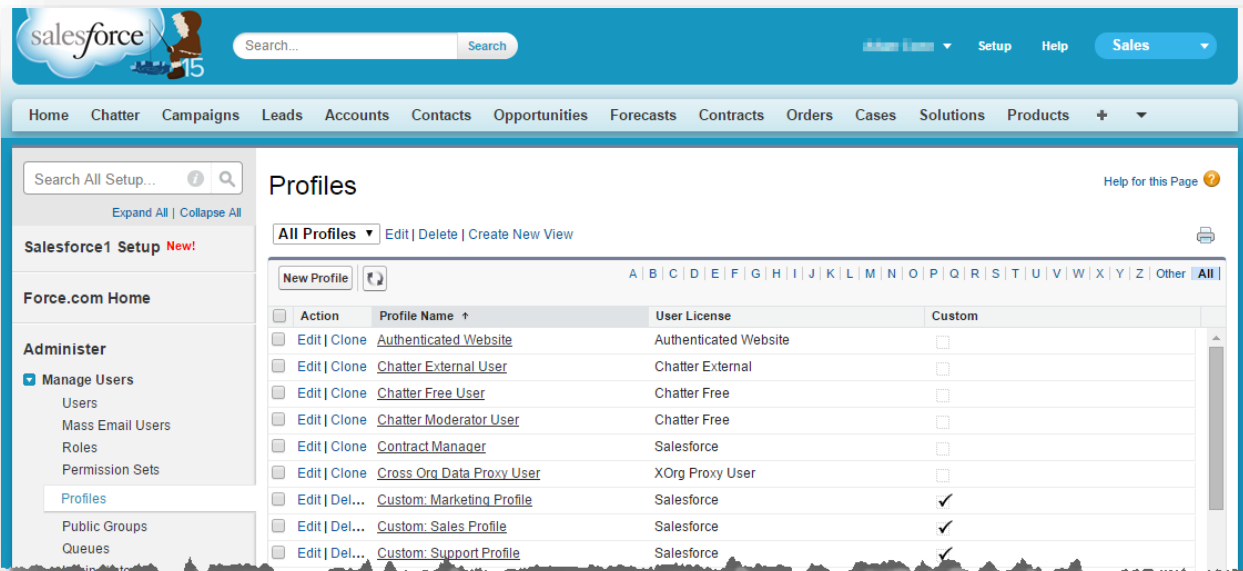 salesforce
15
Search... Search
Setup Help Sales
Home Chatter Campaigns Leads Accounts Contacts Opportunities Forecasts Contracts Orders Cases Solutions Products +
Search All Setup...
Expand All | Collapse All
Salesforce1 Setup New!
Force.com Home
Administer
Manage Users
Users
Mass Email Users
Roles
Permission Sets
Profiles
Public Groups
Queues
Profiles
Help for this Page ?
All Profiles Edit | Delete | Create New View
New Profile A | B | C | D | E | F | G | H | I | J | K | L | M | N | O | P | Q | R | S | T | U | V | W | X | Y | Z | Other All
Action Profile Name ↑ User License Custom
Edit | Clone Authenticated Website Authenticated Website
Edit | Clone Chatter External User Chatter External
Edit | Clone Chatter Free User Chatter Free
Edit | Clone Chatter Moderator User Chatter Free
Edit | Clone Contract Manager Salesforce
Edit | Clone Cross Org Data Proxy User XOrg Proxy User
Edit | Del... Custom: Marketing Profile Salesforce ✓
Edit | Del... Custom: Sales Profile Salesforce ✓
Edit | Del... Custom: Support Profile Salesforce ✓